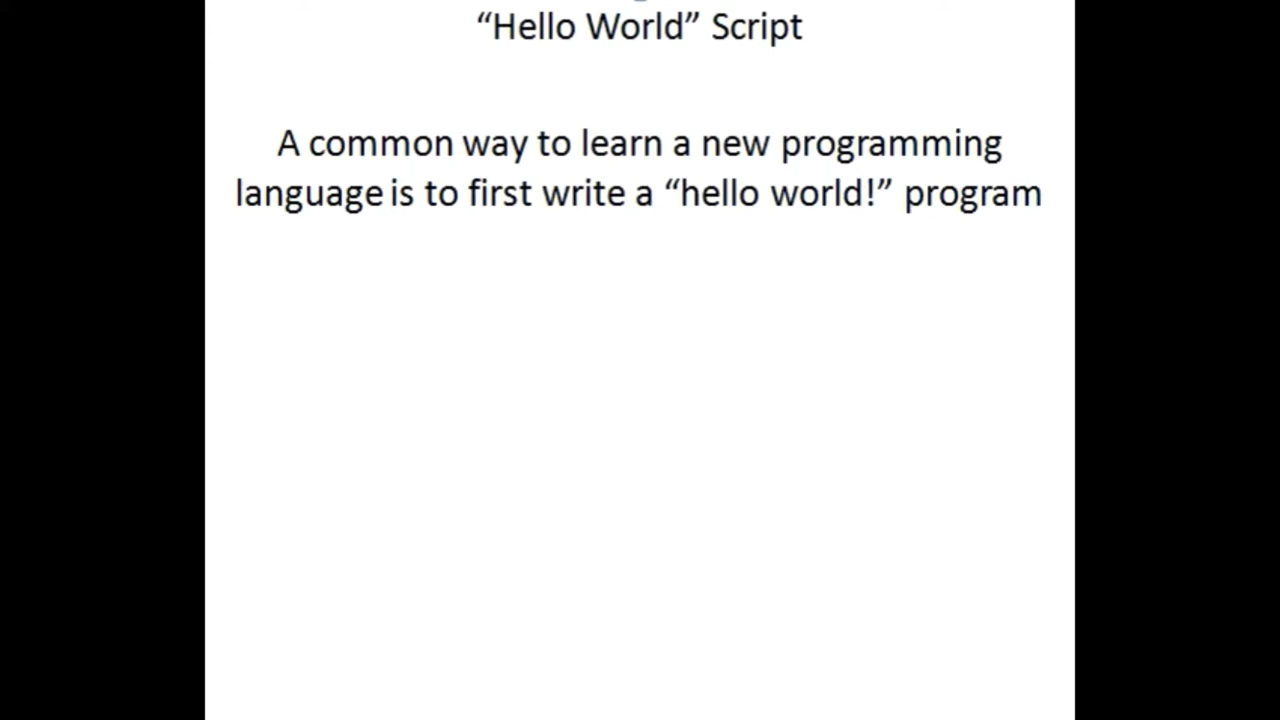 “Hello World” Script
A common way to learn a new programming
language is to first write a “hello world!” program